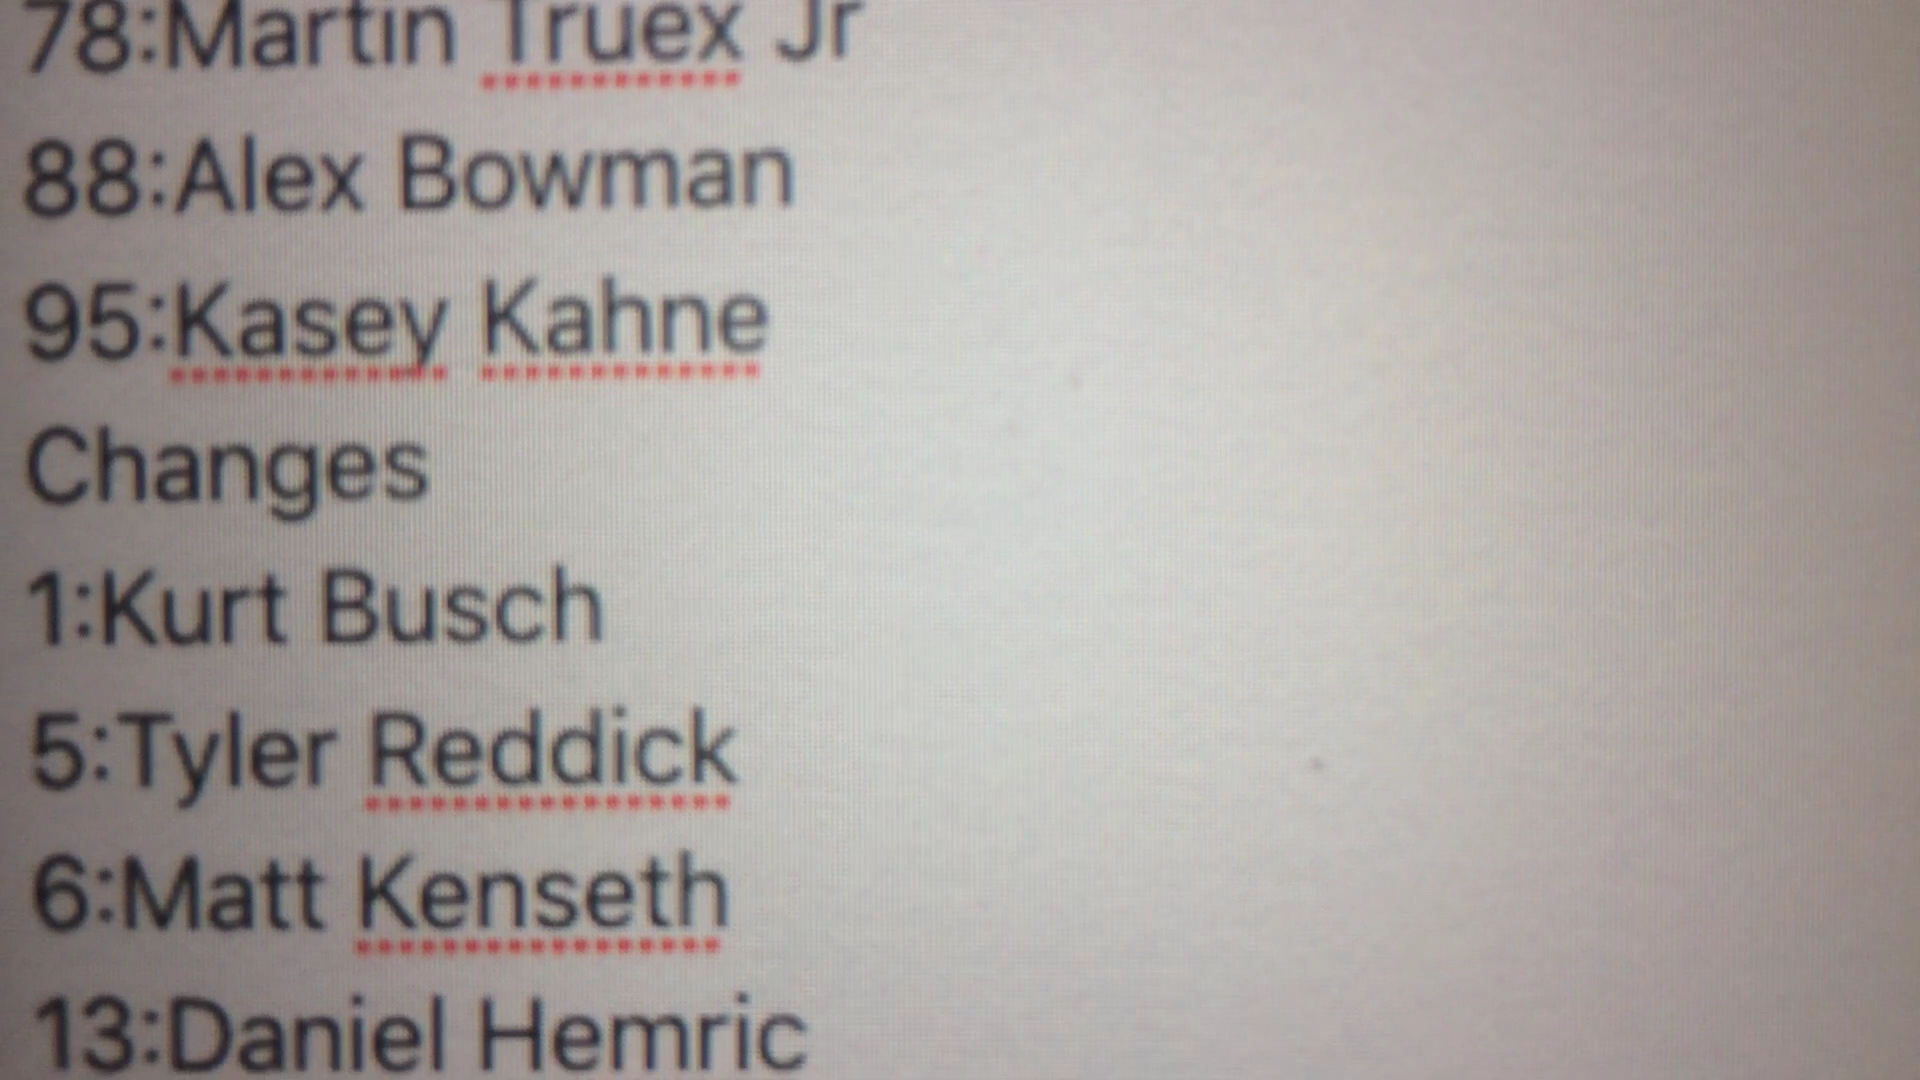 78:Martin Truex Jr
88:Alex Bowman
95:Kasey Kahne
Changes
1:Kurt Busch
5:Tyler Reddick
6:Matt Kenseth
13:Daniel Hemric